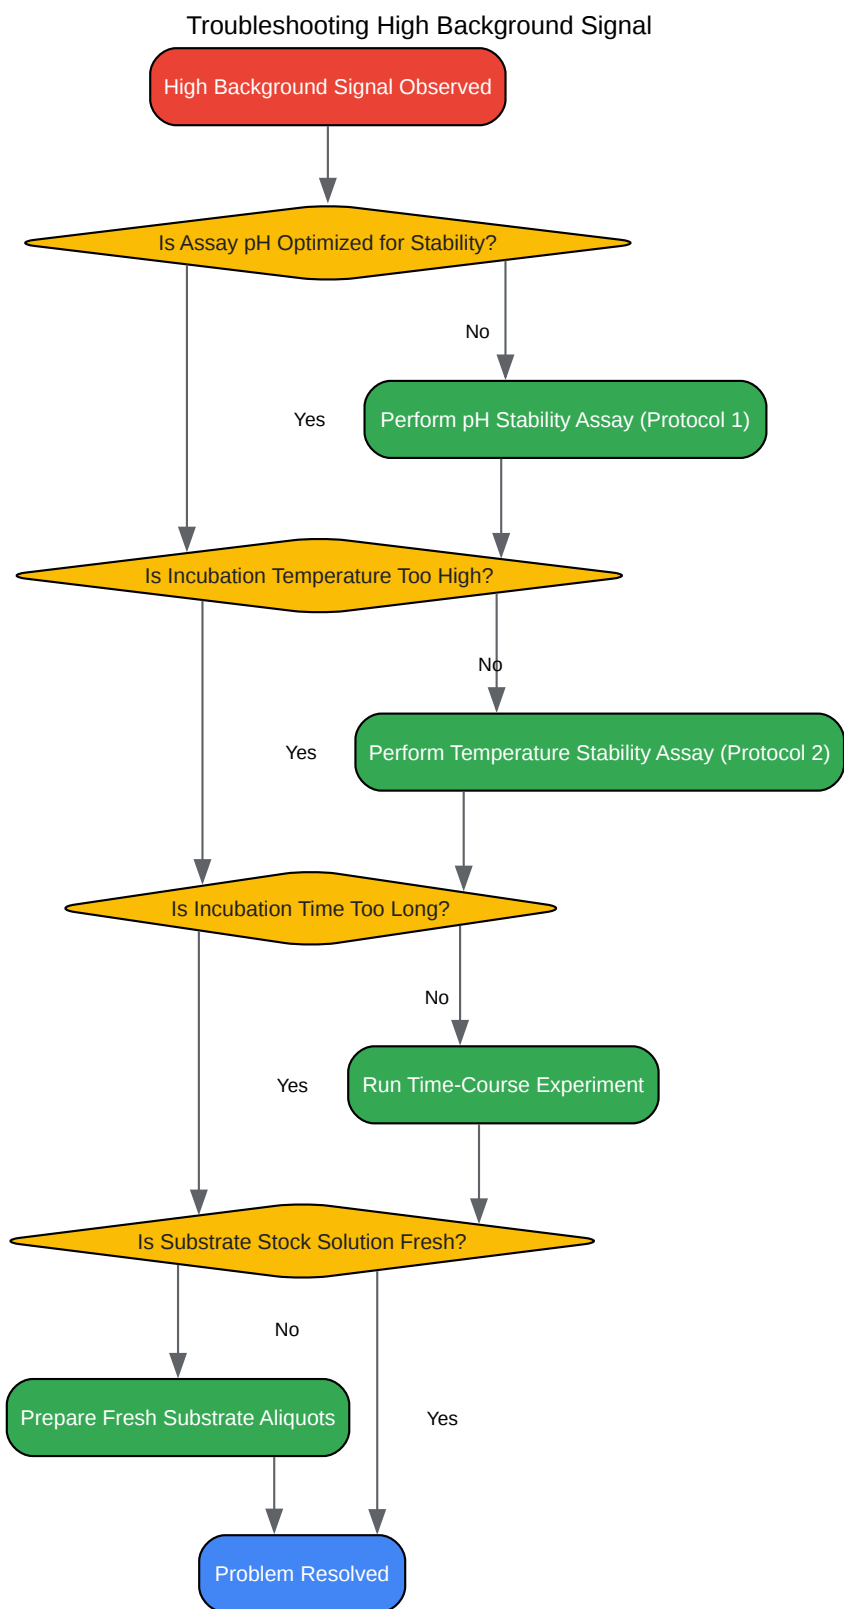 Troubleshooting High Background Signal
High Background Signal Observed
Is Assay pH Optimized for Stability?
No
Yes
Perform pH Stability Assay (Protocol 1)
Is Incubation Temperature Too High?
No
Yes
Perform Temperature Stability Assay (Protocol 2)
Is Incubation Time Too Long?
No
Yes
Run Time-Course Experiment
Is Substrate Stock Solution Fresh?
No
Prepare Fresh Substrate Aliquots
Yes
Problem Resolved